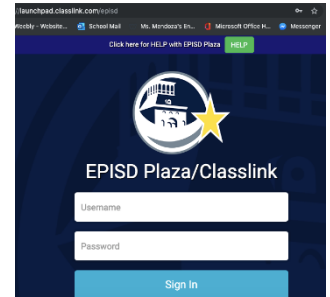 //launchpad.classlink.com/episd
Weebly - Website... School Mail Ms. Mendoza's En... Microsoft Office H... Messenger
Click here for HELP with EPISD Plaza HELP
EPISD Plaza/Classlink
Username
Password
Sign In